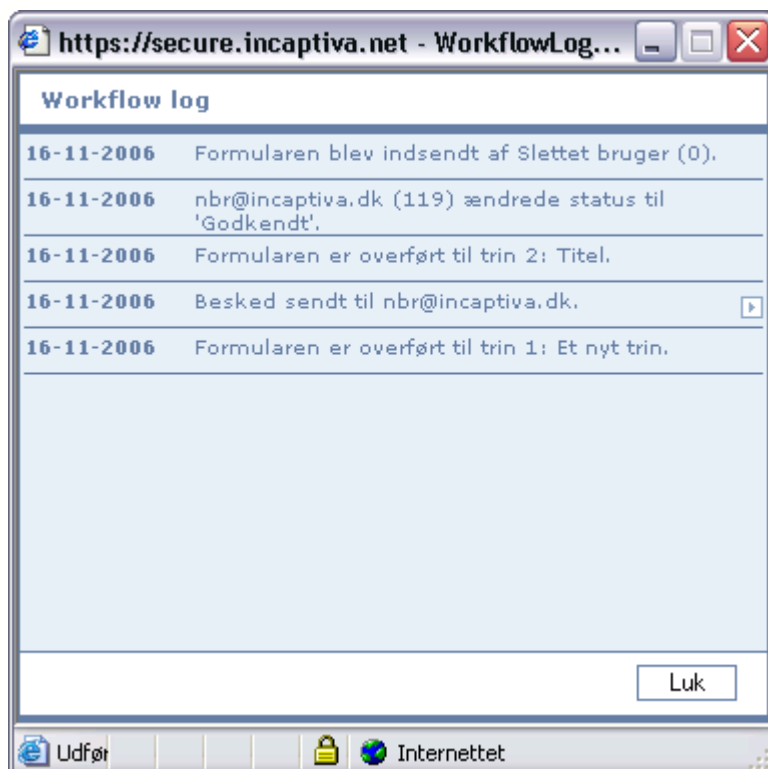 https://secure.incaptiva.net - WorkflowLog...
Workflow log
16-11-2006 Formularen blev indsendt af Slettet bruger (0).
16-11-2006 nbr@incaptiva.dk (119) ændrede status til
'Godkendt'.
16-11-2006 Formularen er overført til trin 2: Titel.
16-11-2006 Besked sendt til nbr@incaptiva.dk.
16-11-2006 Formularen er overført til trin 1: Et nyt trin.
Luk
Udfør Internettet